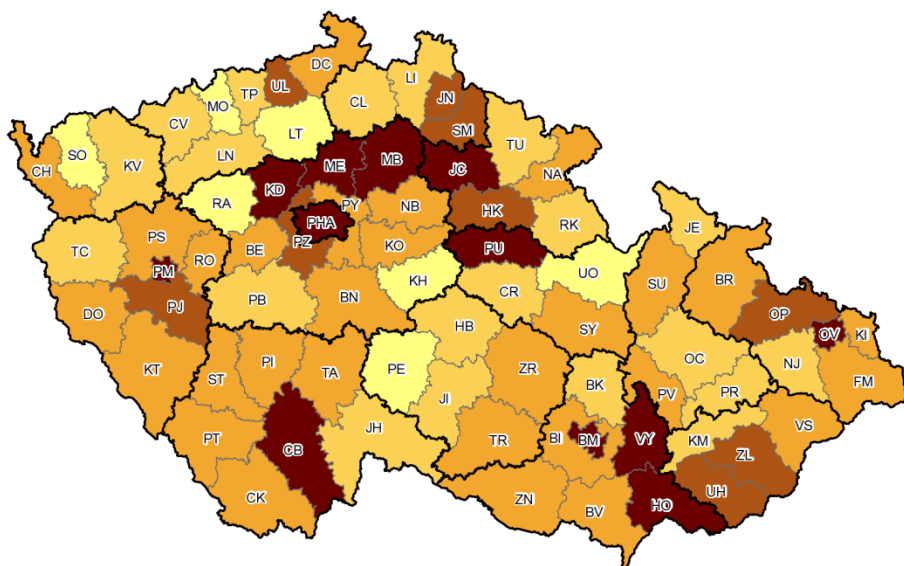 DC
LI
UL
TP
MO
CL
JN
CV
LT
SM
TU
SO
LN
KV
ME
MB
JC
CH
KD
NA
RA
PY
NB
HK
PHA
RK
JE
PS
BE
PZ
KO
PU
TC
RO
UO
BR
PM
KH
SU
PJ
PB
BN
CR
OP
DO
SY
HB
OV
KI
KT
ST
PI
TA
PE
ZR
OC
NJ
BK
PV
PR
FM
JI
VS
PT
JH
TR
BI
BM
VY
KM
CB
ZL
UH
CK
ZN
BV
HO